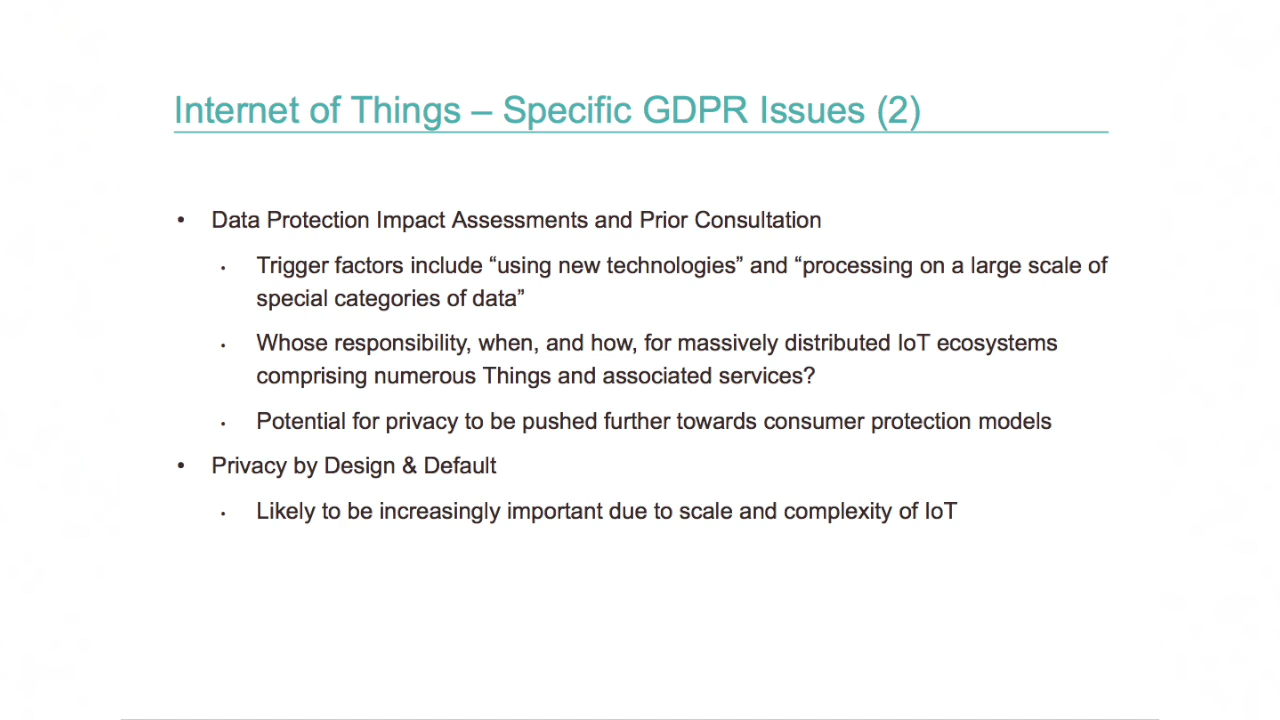 Internet of Things – Specific GDPR Issues (2)
• Data Protection Impact Assessments and Prior Consultation
• Trigger factors include “using new technologies” and “processing on a large scale of
special categories of data”
• Whose responsibility, when, and how, for massively distributed IoT ecosystems
comprising numerous Things and associated services?
• Potential for privacy to be pushed further towards consumer protection models
• Privacy by Design & Default
• Likely to be increasingly important due to scale and complexity of IoT